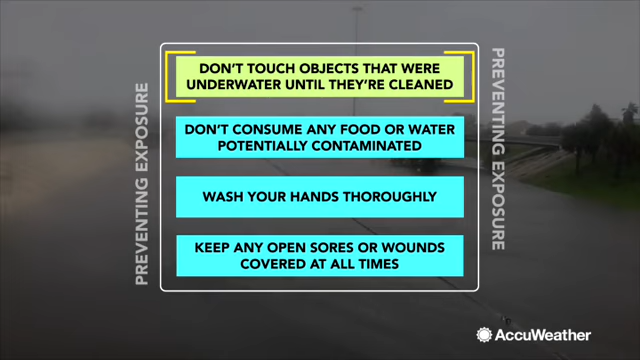 PREVENTING EXPOSURE
DON'T TOUCH OBJECTS THAT WERE
UNDERWATER UNTIL THEY'RE CLEANED
DON'T CONSUME ANY FOOD OR WATER
POTENTIALLY CONTAMINATED
WASH YOUR HANDS THOROUGHLY
KEEP ANY OPEN SORES OR WOUNDS
COVERED AT ALL TIMES
PREVENTING EXPOSURE
AccuWeather